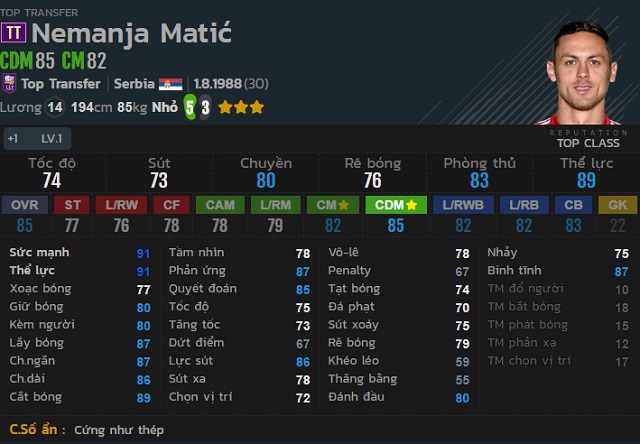 TOP TRANSFER
TT Nemanja Matić
CDM 85 CM 82
Top Transfer Serbia 1.8.1988 (30)
Lương 14 194cm 85kg Nhỏ 5 3
REPUTATION
TOP CLASS
+1 LV.1
Tốc độ Sút Chuyền Rê bóng Phòng thủ Thể lực
74 73 80 76 83 89
OVR ST L/RW CF CAM L/RM CM CDM L/RWB L/RB CB GK
85 77 76 78 78 79 82 85 82 82 83 22
Sức mạnh 91 Tầm nhìn 78 Vô-lê 78 Nhảy 75
Thể lực 91 Phản ứng 87 Penalty 67 Bình tĩnh 87
Xoạc bóng 77 Quyết đoán 85 Tạt bóng 74 TM đổ người 10
Giữ bóng 80 Tốc độ 75 Đá phạt 70 TM bắt bóng 18
Kèm người 80 Tăng tốc 73 Sút xoáy 75 TM phát bóng 15
Lấy bóng 87 Dứt điểm 67 Rê bóng 79 TM phản xạ 12
Ch.ngắn 87 Lực sút 86 Khéo léo 59 TM chọn vị trí 17
Ch.dài 86 Sút xa 78 Thăng bằng 55
Cắt bóng 89 Chọn vị trí 72 Đánh đầu 80
C.Số ẩn : Cứng như thép